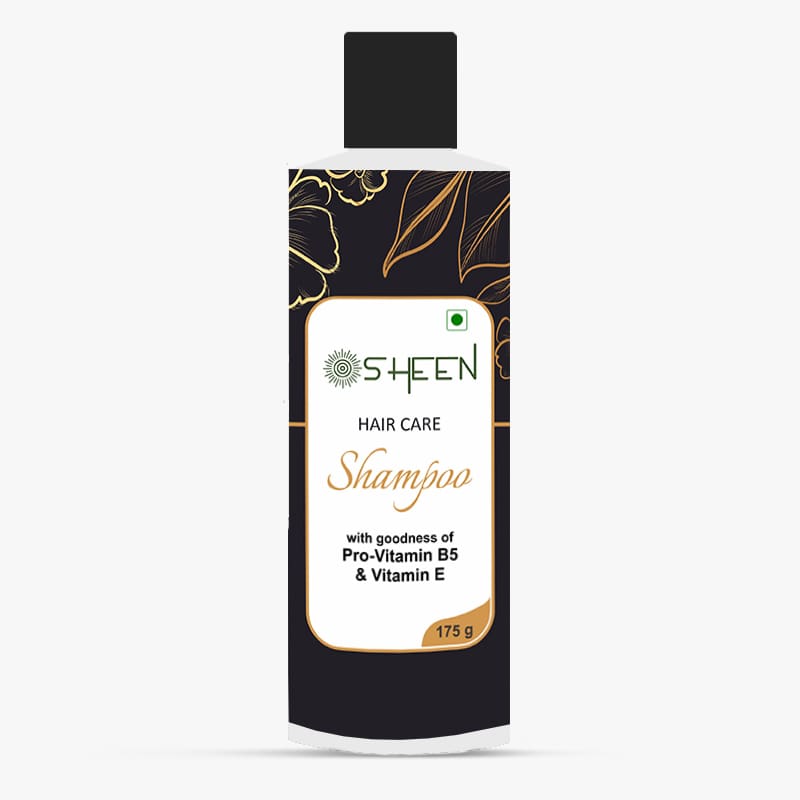 SHEEN
HAIR CARE
Shampoo
with goodness of
Pro-Vitamin B5
& Vitamin E
175 g